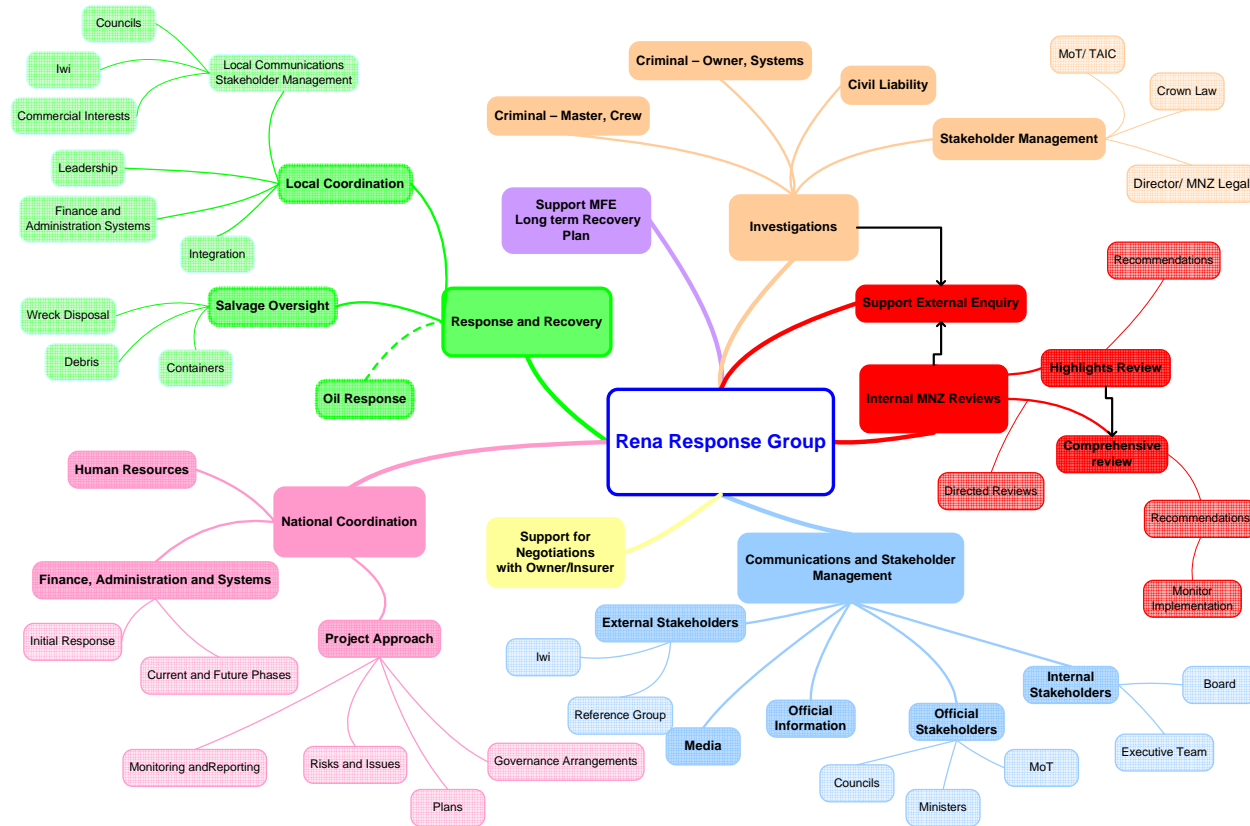 Councils
Iwi
Commercial Interests
Local Communications
Stakeholder Management
Leadership
Finance and
Administration Systems
Integration
Local Coordination
Salvage Oversight
Wreck Disposal
Debris
Containers
Oil Response
Response and Recovery
Support MFE
Long term Recovery
Plan
Criminal – Owner, Systems
Criminal – Master, Crew
Civil Liability
Stakeholder Management
MoT/ TAIC
Crown Law
Director/ MNZ Legal
Investigations
Support External Enquiry
Internal MNZ Reviews
Recommendations
Highlights Review
Comprehensive
review
Directed Reviews
Recommendations
Monitor
Implementation
Rena Response Group
Human Resources
National Coordination
Finance, Administration and Systems
Initial Response
Current and Future Phases
Project Approach
Monitoring andReporting
Risks and Issues
Plans
Governance Arrangements
Support for
Negotiations
with Owner/Insurer
Communications and Stakeholder
Management
External Stakeholders
Iwi
Reference Group
Media
Official
Information
Official
Stakeholders
Councils
Ministers
MoT
Internal
Stakeholders
Board
Executive Team